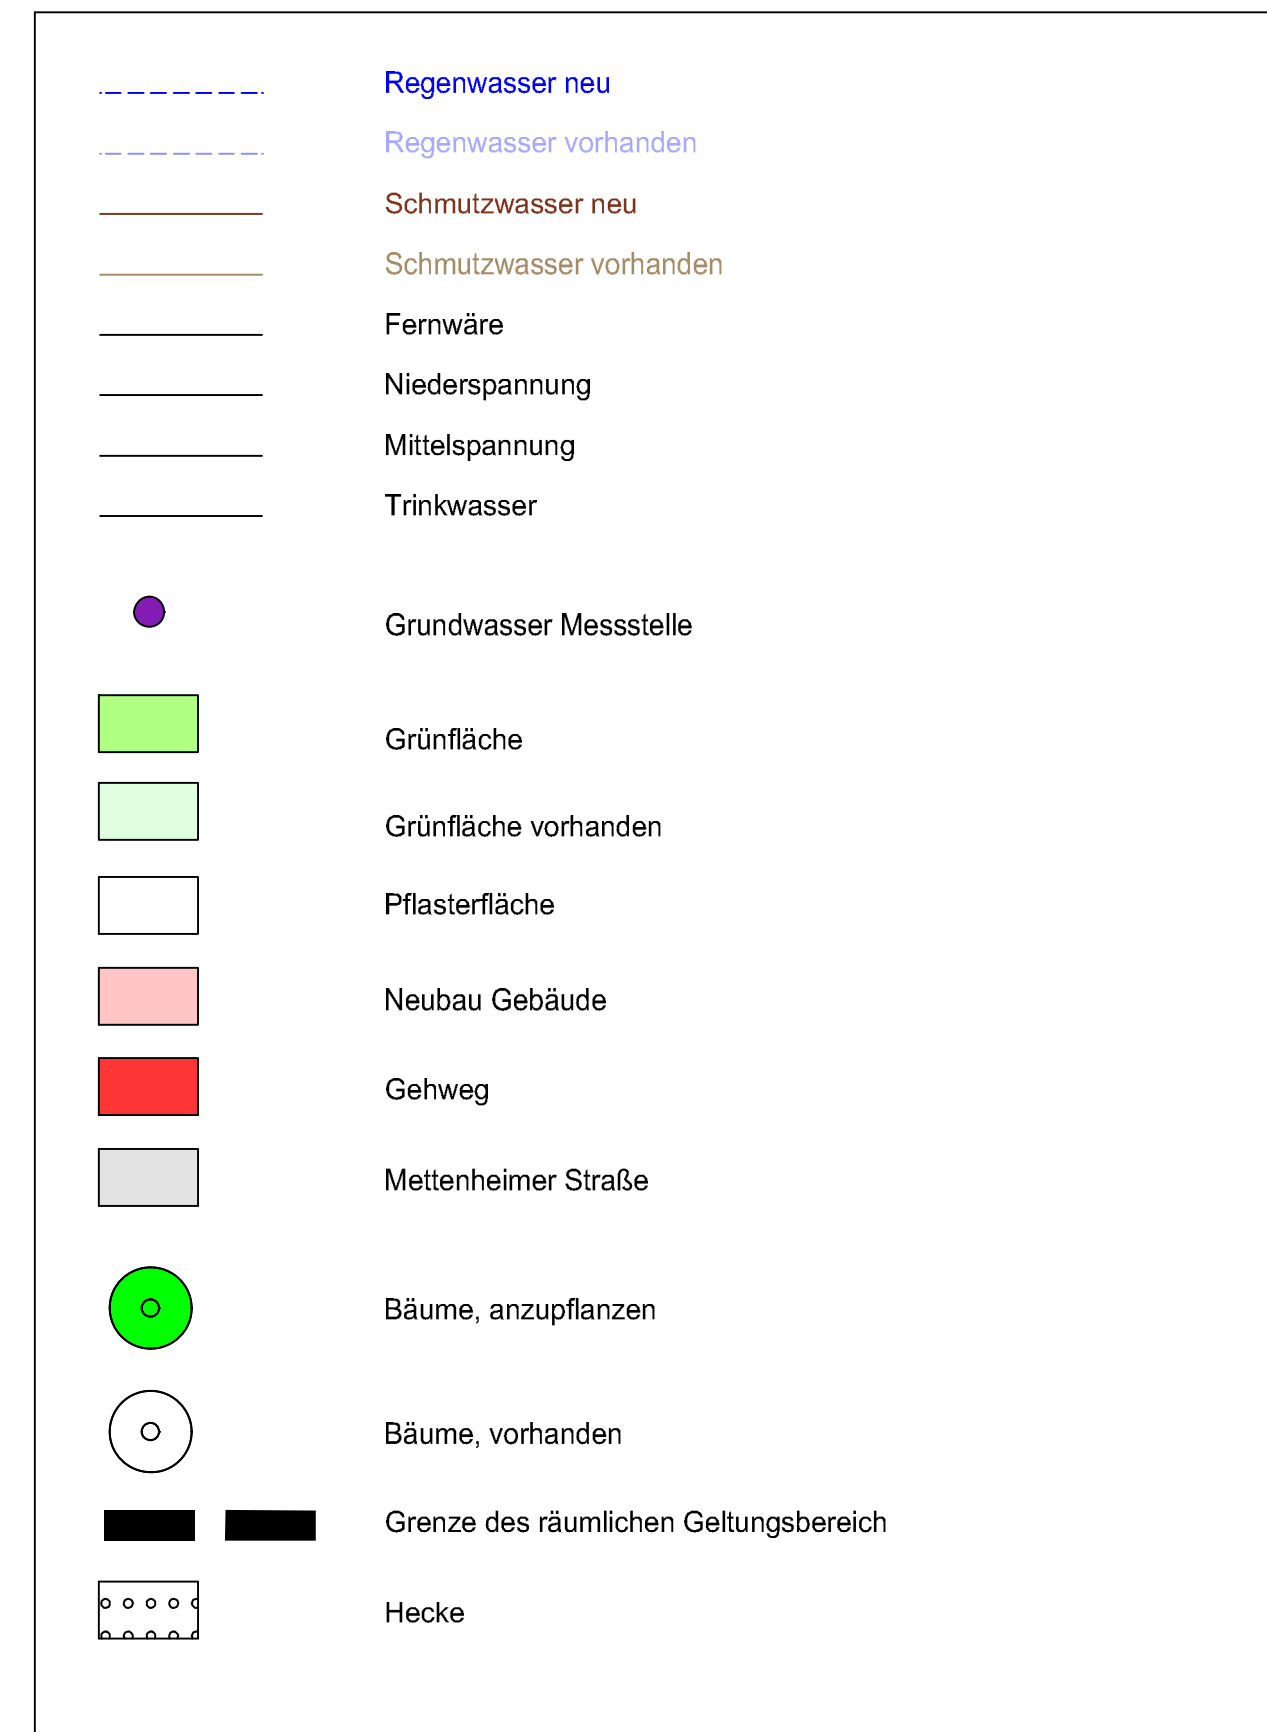 Regenwasser neu
Regenwasser vorhanden
Schmutzwasser neu
Schmutzwasser vorhanden
Fernwäre
Niederspannung
Mittelspannung
Trinkwasser
Grundwasser Messstelle
Grünfläche
Grünfläche vorhanden
Pflasterfläche
Neubau Gebäude
Gehweg
Mettenheimer Straße
Bäume, anzupflanzen
Bäume, vorhanden
Grenze des räumlichen Geltungsbereich
Hecke